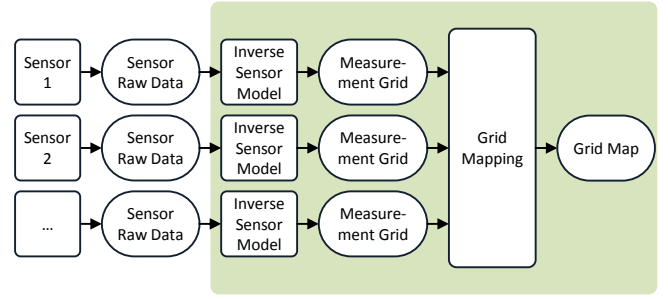 Sensor
1
Sensor
Raw Data
Inverse
Sensor
Model
Measure-
ment Grid
Sensor
2
Sensor
Raw Data
Inverse
Sensor
Model
Measure-
ment Grid
...
Sensor
Raw Data
Inverse
Sensor
Model
Measure-
ment Grid
Grid
Mapping
Grid Map